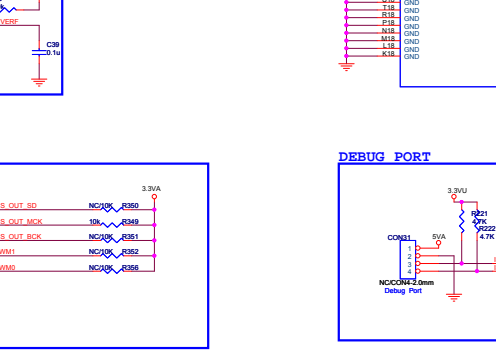 VERF
C39
0.1u
GND
T18 GND
R18 GND
P18 GND
N18 GND
M18 GND
L18 GND
K18 GND
3.3VA
S_OUT_SD NC/10K R350
S_OUT_MCK 10k R349
S_OUT_BCK NC/10K R351
WM1 NC/10K R352
WM0 NC/10K R356
DEBUG PORT
3.3VU
R221
4.7K
R222
4.7K
CON31
5VA
1
2
3
4
NC/CON4-2.0mm
Debug Port